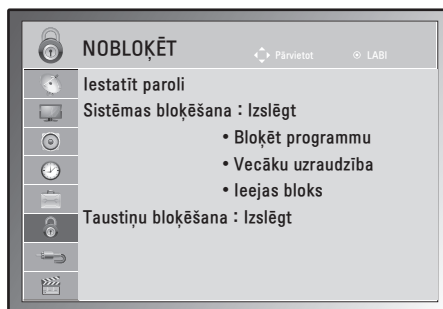 NOBLOĶĒT
Pārvietot
LABI
Iestatīt paroli
Sistēmas bloķēšana : Izslēgt
• Bloķēt programmu
• Vecāku uzraudzība
• Ieejas bloks
Taustiņu bloķēšana : Izslēgt